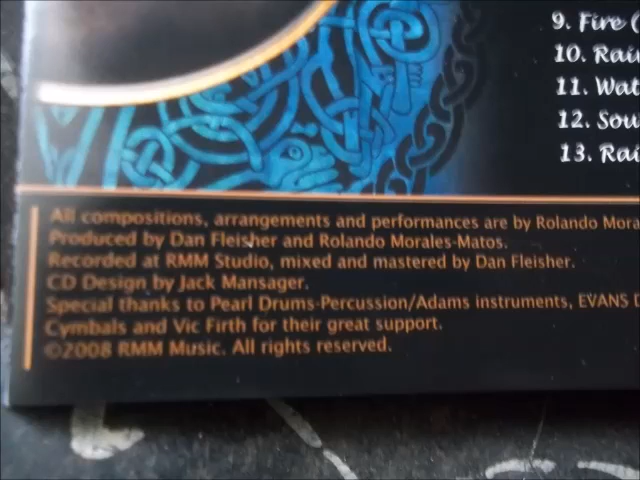 9. Fire (
10. Rai
11. Wat
12. Sou
13. Rai
All compositions, arrangements and performances are by Rolando Mora
Produced by Dan Fleisher and Rolando Morales-Matos.
Recorded at RMM Studio, mixed and mastered by Dan Fleisher.
CD Design by Jack Mansager.
Special thanks to Pearl Drums-Percussion/Adams instruments, EVANS D
Cymbals and Vic Firth for their great support.
©2008 RMM Music. All rights reserved.